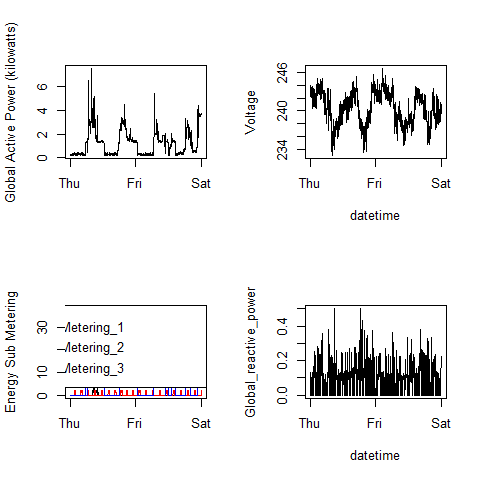 Global Active Power (kilowatts)
0 2 4 6
Thu Fri Sat
Voltage
234 240 246
Thu Fri Sat
datetime
Energy Sub Metering
0 10 30
/letering_1
/letering_2
/letering_3
Thu Fri Sat
Global_reactive_power
0.0 0.2 0.4
Thu Fri Sat
datetime